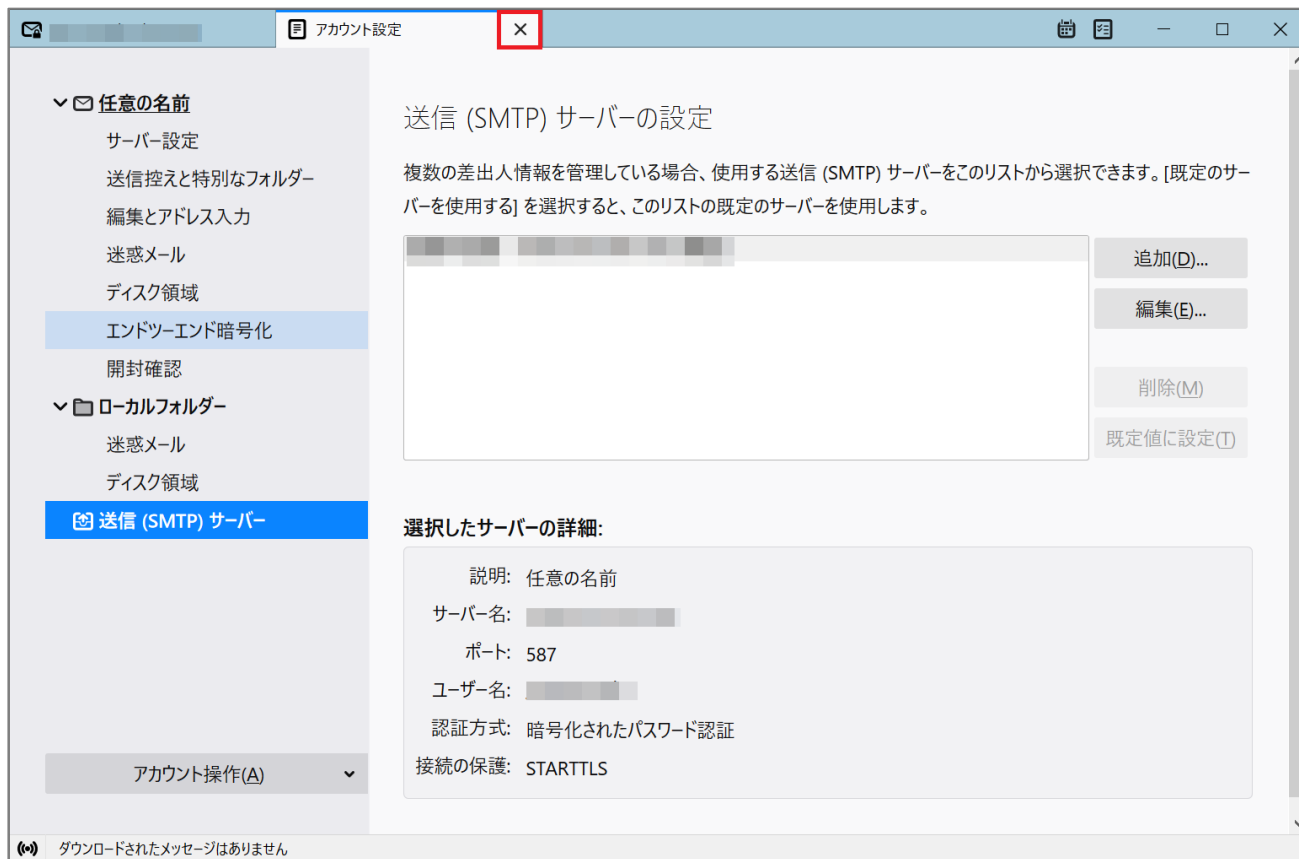 アカウント設定
任意の名前
サーバー設定
送信控えと特別なフォルダー
編集とアドレス入力
迷惑メール
ディスク領域
エンドツーエンド暗号化
開封確認
ローカルフォルダー
迷惑メール
ディスク領域
送信 (SMTP) サーバー
アカウント操作(A)
送信 (SMTP) サーバーの設定
複数の差出人情報を管理している場合、使用する送信 (SMTP) サーバーをこのリストから選択できます。[既定のサー
バーを使用する] を選択すると、このリストの既定のサーバーを使用します。
追加(D)...
編集(E)...
削除(M)
既定値に設定(T)
選択したサーバーの詳細:
説明: 任意の名前
サーバー名:
ポート: 587
ユーザー名:
認証方式: 暗号化されたパスワード認証
接続の保護: STARTTLS
ダウンロードされたメッセージはありません